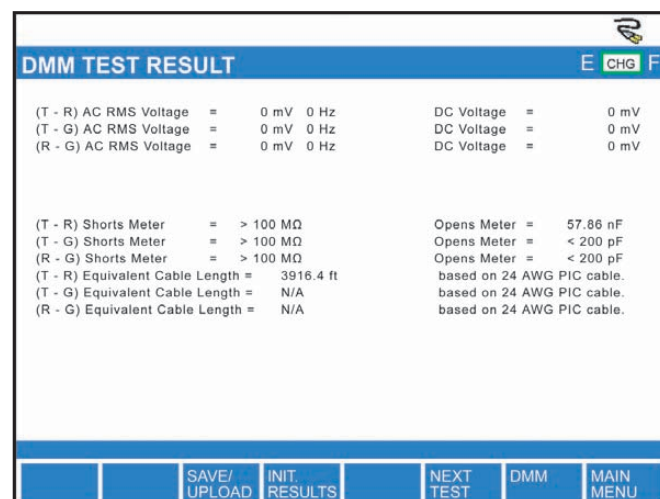 DMM TEST RESULT E CHG F
(T - R) AC RMS Voltage = 0 mV 0 Hz DC Voltage = 0 mV
(T - G) AC RMS Voltage = 0 mV 0 Hz DC Voltage = 0 mV
(R - G) AC RMS Voltage = 0 mV 0 Hz DC Voltage = 0 mV
(T - R) Shorts Meter = > 100 MΩ Opens Meter = 57.86 nF
(T - G) Shorts Meter = > 100 MΩ Opens Meter = < 200 pF
(R - G) Shorts Meter = > 100 MΩ Opens Meter = < 200 pF
(T - R) Equivalent Cable Length = 3916.4 ft based on 24 AWG PIC cable.
(T - G) Equivalent Cable Length = N/A based on 24 AWG PIC cable.
(R - G) Equivalent Cable Length = N/A based on 24 AWG PIC cable.
SAVE/ INIT. NEXT DMM MAIN
UPLOAD RESULTS TEST MENU